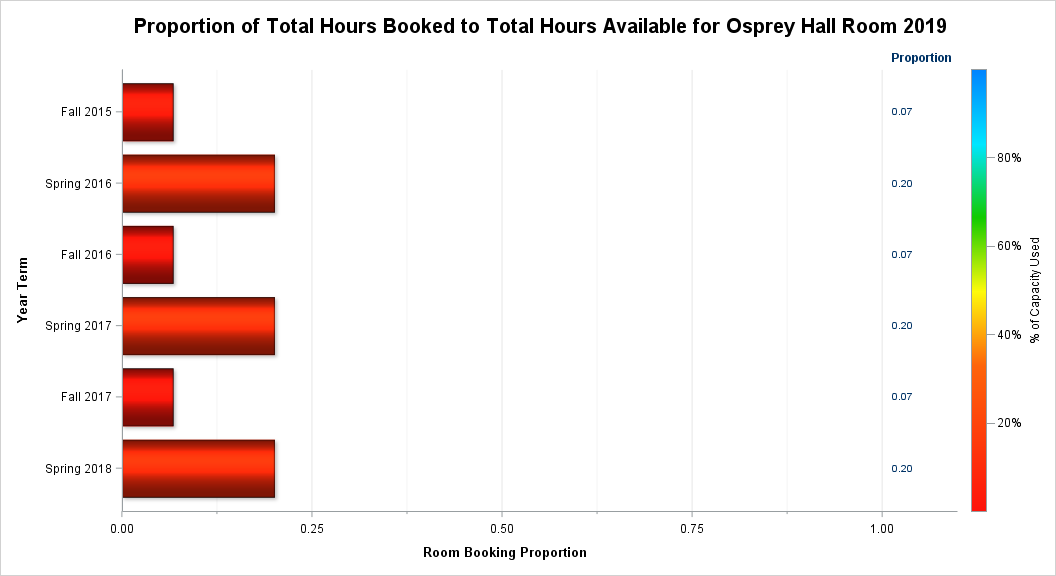 Proportion of Total Hours Booked to Total Hours Available for Osprey Hall Room 2019
Proportion
Fall 2015 0.07
Spring 2016 0.20
Fall 2016 0.07
Spring 2017 0.20
Fall 2017 0.07
Spring 2018 0.20
Year Term
0.00 0.25 0.50 0.75 1.00
Room Booking Proportion
80%
60%
40%
20%
% of Capacity Used